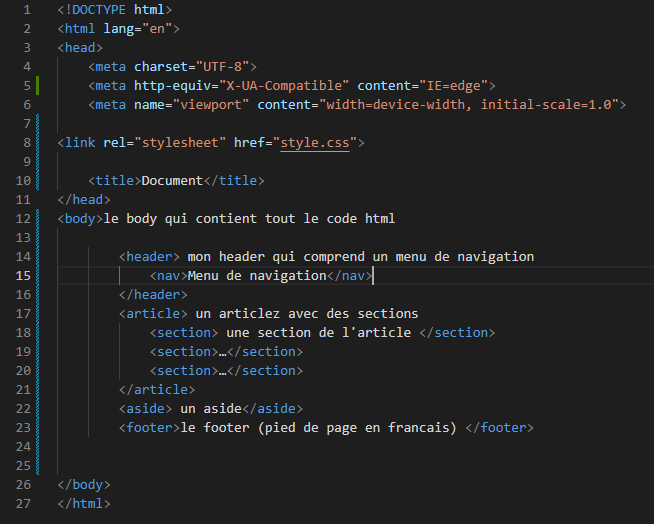 1 <!DOCTYPE html>
2 <html lang="en">
3 <head>
4 <meta charset="UTF-8">
5 <meta http-equiv="X-UA-Compatible" content="IE=edge">
6 <meta name="viewport" content="width=device-width, initial-scale=1.0">
7
8 <link rel="stylesheet" href="style.css">
9
10 <title>Document</title>
11 </head>
12 <body>le body qui contient tout le code html
13
14 <header> mon header qui comprend un menu de navigation
15 <nav>Menu de navigation</nav>
16 </header>
17 <article> un articlez avec des sections
18 <section> une section de l'article </section>
19 <section>…</section>
20 <section>…</section>
21 </article>
22 <aside> un aside</aside>
23 <footer>le footer (pied de page en francais) </footer>
24
25
26 </body>
27 </html>